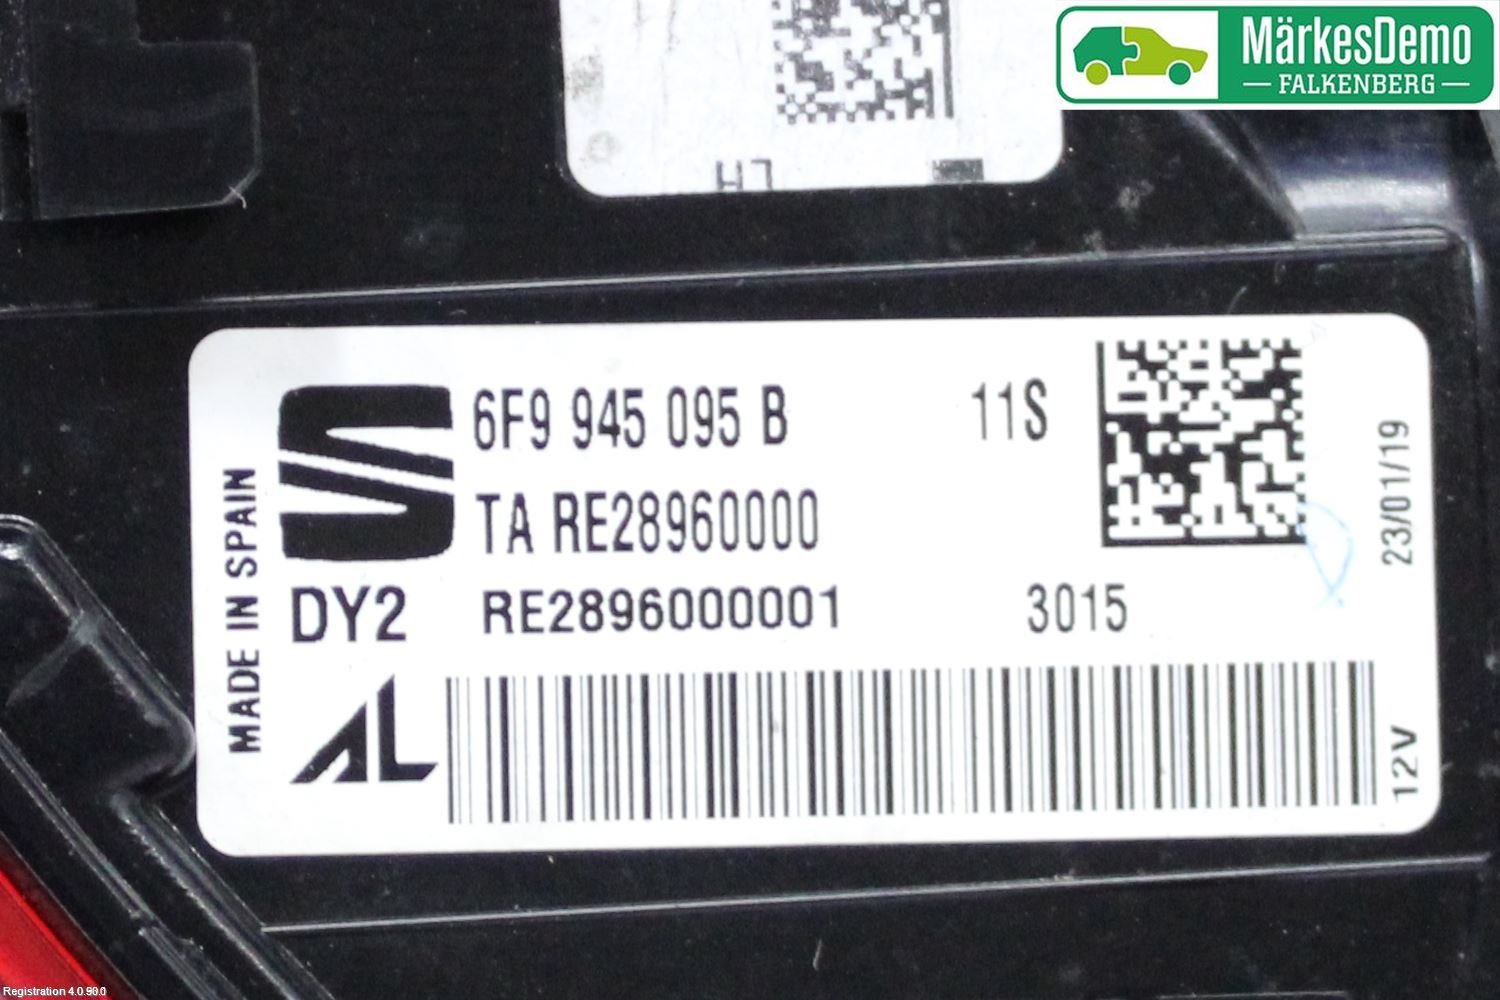 MärkesDemo
FALKENBERG
LH
6F9 945 095 B 11S
TA RE28960000
DY2 RE2896000001 3015
MADE IN SPAIN
AL
23/01/19
12V
Registration 4.0.90.0